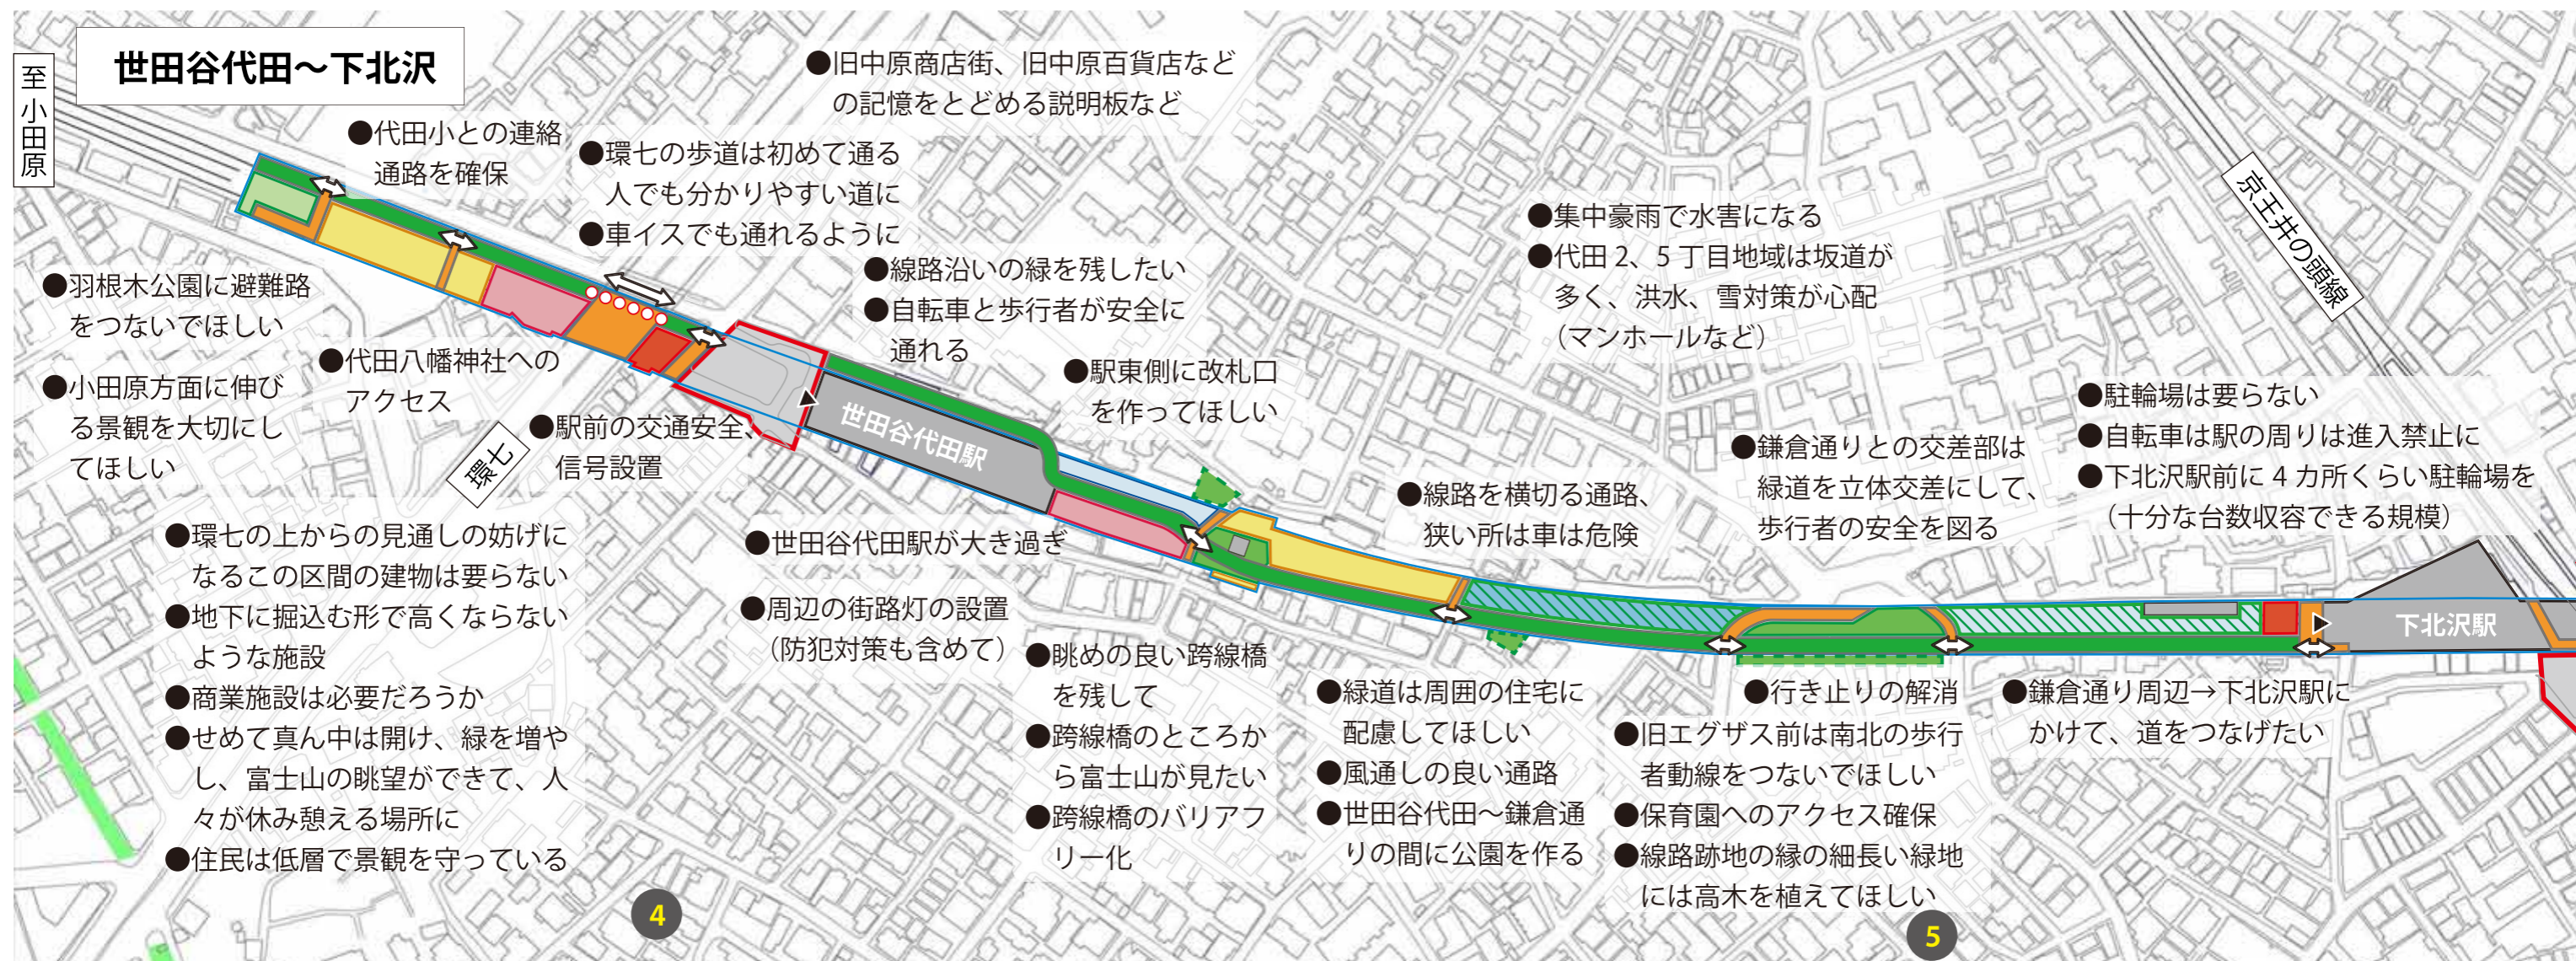 世田谷代田～下北沢
至小田原
●旧中原商店街、旧中原百貨店など
の記憶をとどめる説明板など
●代田小との連絡
通路を確保
●環七の歩道は初めて通る
人でも分かりやすい道に
●車イスでも通れるように
●線路沿いの緑を残したい
●自転車と歩行者が安全に
通れる
●集中豪雨で水害になる
●代田 2、5 丁目地域は坂道が
多く、洪水、雪対策が心配
（マンホールなど）
京王井の頭線
●羽根木公園に避難路
をつないでほしい
●小田原方面に伸び
る景観を大切にし
てほしい
●代田八幡神社への
アクセス
環七
●駅前の交通安全、
信号設置
世田谷代田駅
●駅東側に改札口
を作ってほしい
●線路を横切る通路、
狭い所は車は危険
●鎌倉通りとの交差部は
緑道を立体交差にして、
歩行者の安全を図る
●駐輪場は要らない
●自転車は駅の周りは進入禁止に
●下北沢駅前に 4 カ所くらい駐輪場を
（十分な台数収容できる規模）
下北沢駅
●環七の上からの見通しの妨げに
なるこの区間の建物は要らない
●地下に掘込む形で高くならない
ような施設
●商業施設は必要だろうか
●せめて真ん中は開け、緑を増や
し、富士山の眺望ができて、人
々が休み憩える場所に
●住民は低層で景観を守っている
●世田谷代田駅が大き過ぎ
●周辺の街路灯の設置
（防犯対策も含めて）
●眺めの良い跨線橋
を残して
●跨線橋のところか
ら富士山が見たい
●跨線橋のバリアフ
リー化
●緑道は周囲の住宅に
配慮してほしい
●風通しの良い通路
●世田谷代田～鎌倉通
りの間に公園を作る
●行き止りの解消
●旧エグザス前は南北の歩行
者動線をつないでほしい
●保育園へのアクセス確保
●線路跡地の縁の細長い緑地
には高木を植えてほしい
●鎌倉通り周辺→下北沢駅に
かけて、道をつなげたい
4
5